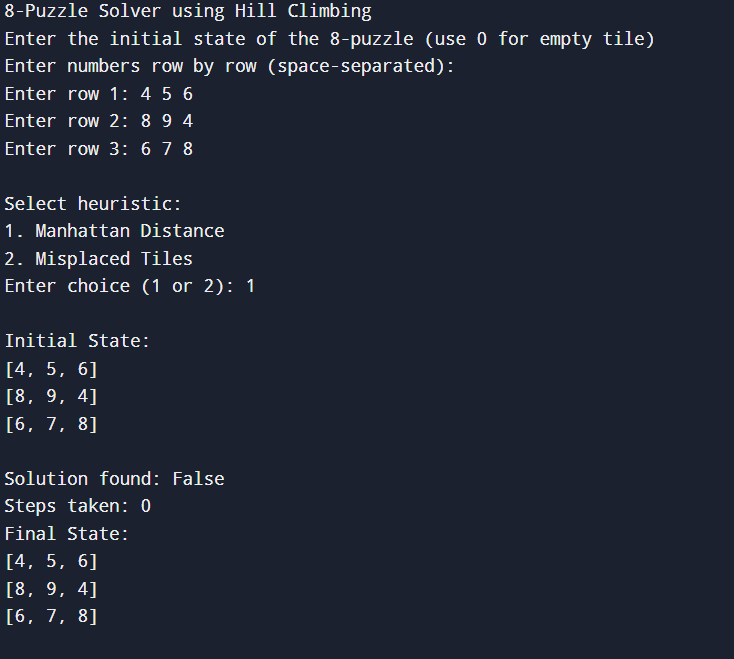 8-Puzzle Solver using Hill Climbing
Enter the initial state of the 8-puzzle (use 0 for empty tile)
Enter numbers row by row (space-separated):
Enter row 1: 4 5 6
Enter row 2: 8 9 4
Enter row 3: 6 7 8
Select heuristic:
1. Manhattan Distance
2. Misplaced Tiles
Enter choice (1 or 2): 1
Initial State:
[4, 5, 6]
[8, 9, 4]
[6, 7, 8]
Solution found: False
Steps taken: 0
Final State:
[4, 5, 6]
[8, 9, 4]
[6, 7, 8]